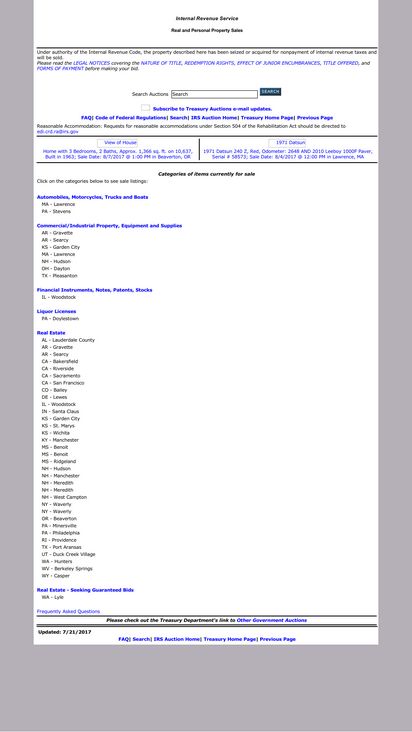 Internal Revenue Service
Real and Personal Property Sales
Under authority of the Internal Revenue Code, the property described here has been seized or acquired for nonpayment of internal revenue taxes and
will be sold.
Please read the LEGAL NOTICES covering the NATURE OF TITLE, REDEMPTION RIGHTS, EFFECT OF JUNIOR ENCUMBRANCES, TITLE OFFERED, and
FORMS OF PAYMENT before making your bid.
Search Auctions Search SEARCH
Subscribe to Treasury Auctions e-mail updates.
FAQ| Code of Federal Regulations| Search| IRS Auction Home| Treasury Home Page| Previous Page
Reasonable Accommodation: Requests for reasonable accommodations under Section 504 of the Rehabilitation Act should be directed to
edi.crd.ra@irs.gov
View of House
Home with 3 Bedrooms, 2 Baths, Approx. 1,366 sq. ft. on 10,637,
Built in 1963; Sale Date: 8/7/2017 @ 1:00 PM in Beaverton, OR
1971 Datsun
1971 Datsun 240 Z, Red, Odometer: 2648 AND 2010 Leeboy 1000F Paver,
Serial # 58573; Sale Date: 8/4/2017 @ 12:00 PM in Lawrence, MA
Categories of items currently for sale
Click on the categories below to see sale listings:
Automobiles, Motorcycles, Trucks and Boats
MA - Lawrence
PA - Stevens
Commercial/Industrial Property, Equipment and Supplies
AR - Gravette
AR - Searcy
KS - Garden City
MA - Lawrence
NH - Hudson
OH - Dayton
TX - Pleasanton
Financial Instruments, Notes, Patents, Stocks
IL - Woodstock
Liquor Licenses
PA - Doylestown
Real Estate
AL - Lauderdale County
AR - Gravette
AR - Searcy
CA - Bakersfield
CA - Riverside
CA - Sacramento
CA - San Francisco
CO - Bailey
DE - Lewes
IL - Woodstock
IN - Santa Claus
KS - Garden City
KS - St. Marys
KS - Wichita
KY - Manchester
MS - Benoit
MS - Benoit
MS - Ridgeland
NH - Hudson
NH - Manchester
NH - Meredith
NH - Meredith
NH - West Campton
NY - Waverly
NY - Waverly
OR - Beaverton
PA - Minersville
PA - Philadelphia
RI - Providence
TX - Port Aransas
UT - Duck Creek Village
WA - Hunters
WV - Berkeley Springs
WY - Casper
Real Estate - Seeking Guaranteed Bids
WA - Lyle
Frequently Asked Questions
Please check out the Treasury Department's link to Other Government Auctions
Updated: 7/21/2017
FAQ| Search| IRS Auction Home| Treasury Home Page| Previous Page